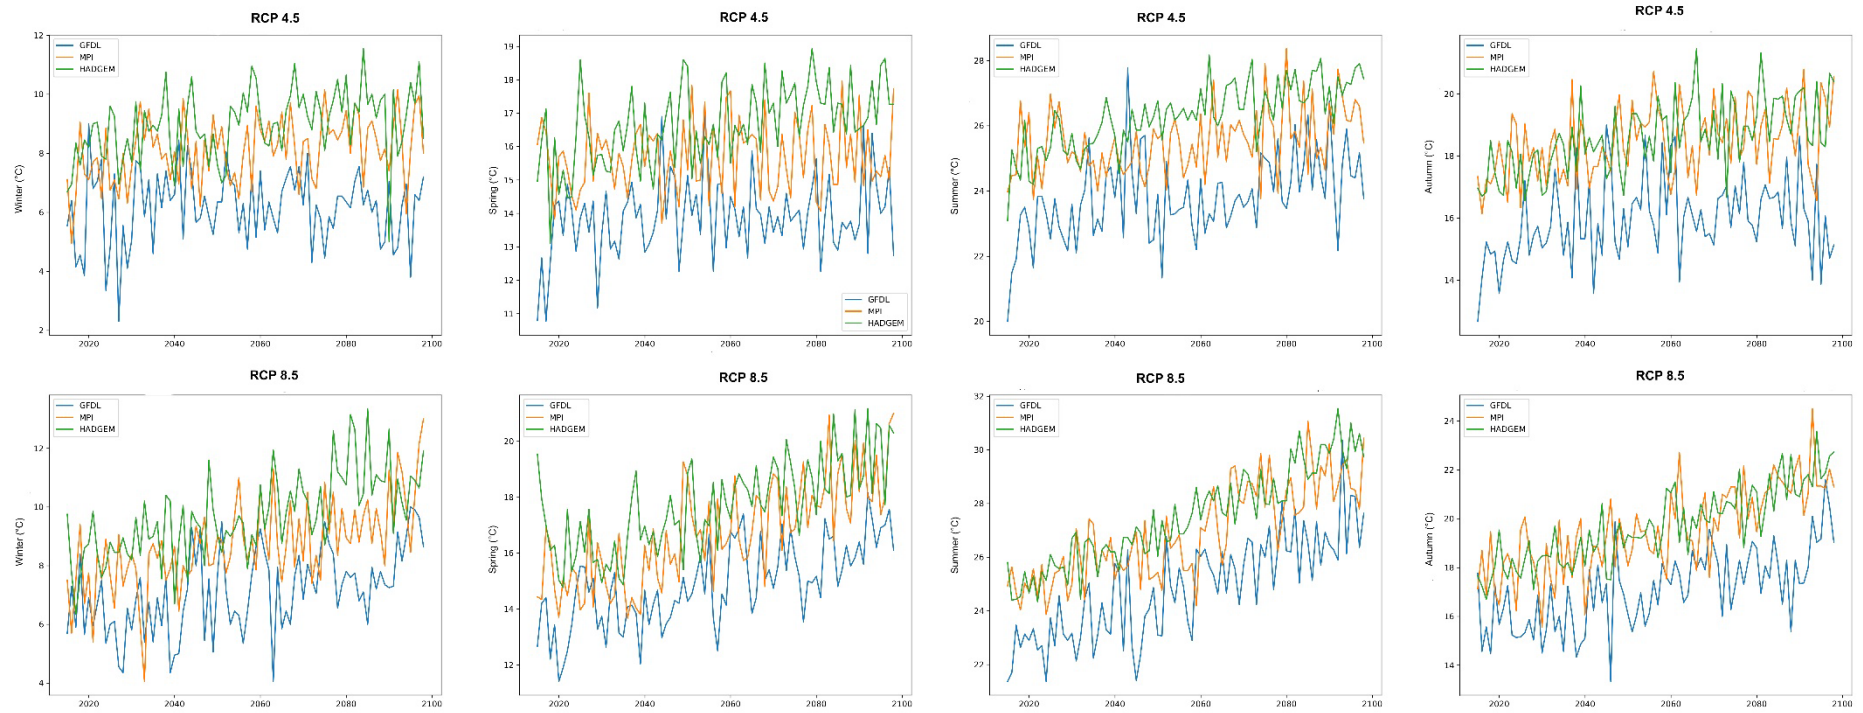 RCP 4.5
Winter (°C)
12
10
8
6
4
2
GFDL
MPI
HADGEM
2020
2040
2060
2080
2100
RCP 4.5
Spring (°C)
19
18
17
16
15
14
13
12
11
GFDL
MPI
HADGEM
2020
2040
2060
2080
2100
RCP 4.5
Summer (°C)
28
26
24
22
20
GFDL
MPI
HADGEM
2020
2040
2060
2080
2100
RCP 4.5
Autumn (°C)
20
18
16
14
GFDL
MPI
HADGEM
2020
2040
2060
2080
2100
RCP 8.5
Winter (°C)
12
10
8
6
4
GFDL
MPI
HADGEM
2020
2040
2060
2080
2100
RCP 8.5
Spring (°C)
20
18
16
14
12
GFDL
MPI
HADGEM
2020
2040
2060
2080
2100
RCP 8.5
Summer (°C)
32
30
28
26
24
22
GFDL
MPI
HADGEM
2020
2040
2060
2080
2100
RCP 8.5
Autumn (°C)
24
22
20
18
16
14
GFDL
MPI
HADGEM
2020
2040
2060
2080
2100